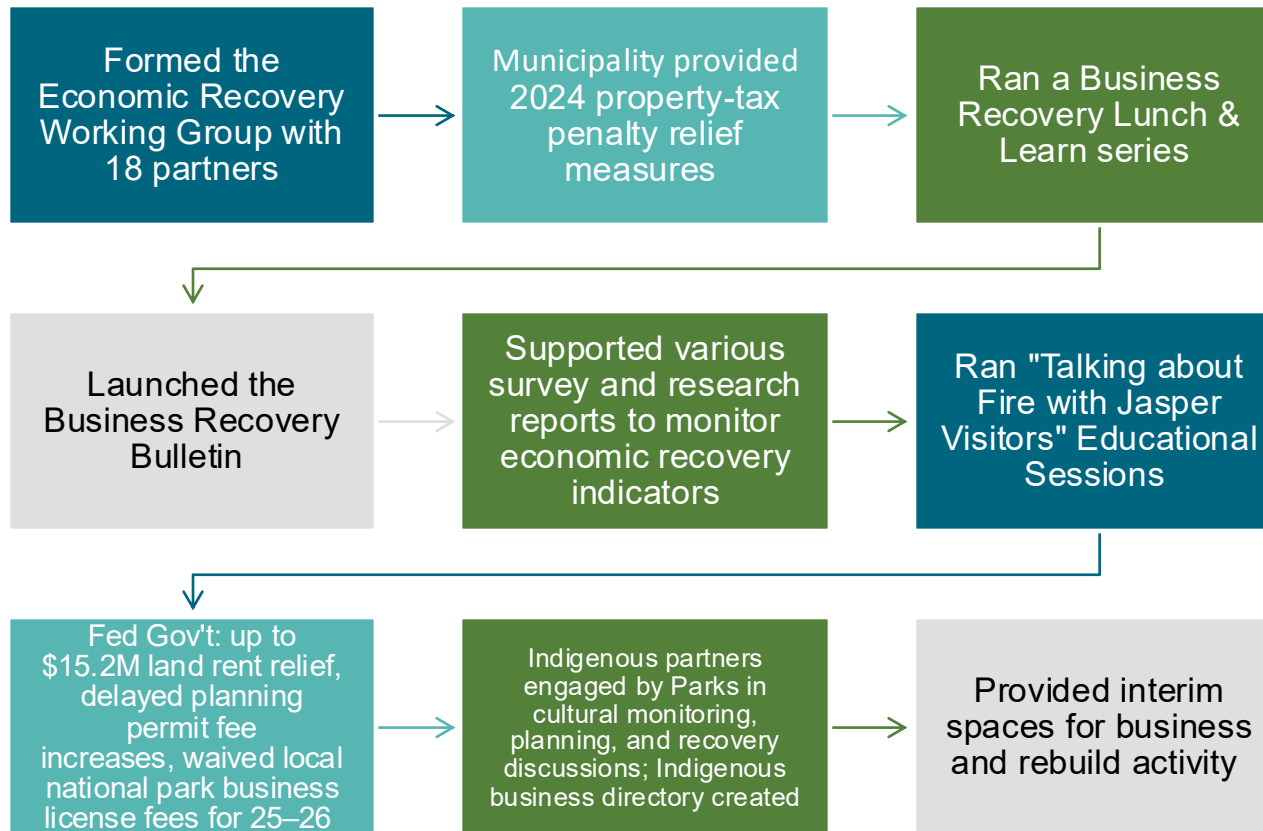 Formed the
Economic Recovery
Working Group with
18 partners
Municipality provided
2024 property-tax
penalty relief
measures
Ran a Business
Recovery Lunch &
Learn series
Launched the
Business Recovery
Bulletin
Supported various
survey and research
reports to monitor
economic recovery
indicators
Ran "Talking about
Fire with Jasper
Visitors" Educational
Sessions
Fed Gov't: up to
$15.2M land rent relief,
delayed planning
permit fee
increases, waived local
national park business
license fees for 25–26
Indigenous partners
engaged by Parks in
cultural monitoring,
planning, and recovery
discussions; Indigenous
business directory created
Provided interim
spaces for business
and rebuild activity